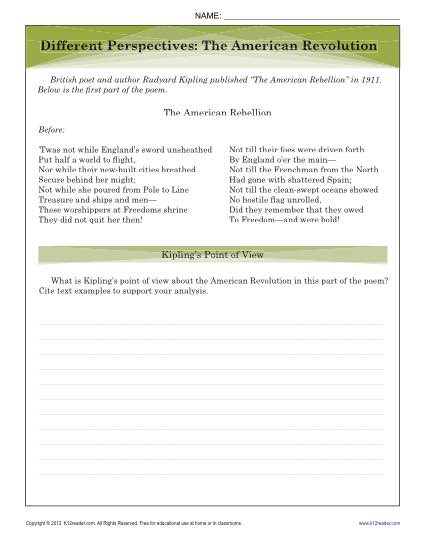 NAME:
Different Perspectives: The American Revolution
British poet and author Rudyard Kipling published "The American Rebellion" in 1911.
Below is the first part of the poem.
The American Rebellion
Before:
'Twas not while England's sword unsheathed
Put half a world to flight,
Nor while their new-built cities breathed
Secure behind her might;
Not while she poured from Pole to Line
Treasure and ships and men—
These worshippers at Freedoms shrine
They did not quit her then!
Not till their foes were driven forth
By England o'er the main—
Not till the Frenchman from the North
Had gone with shattered Spain;
Not till the clean-swept oceans showed
No hostile flag unrolled,
Did they remember that they owed
To Freedom—and were bold!
Kipling's Point of View
What is Kipling's point of view about the American Revolution in this part of the poem?
Cite text examples to support your analysis.
Copyright © 2012 K12reader.com. All Rights Reserved. Free for educational use at home or in classrooms.
www.k12reader.com